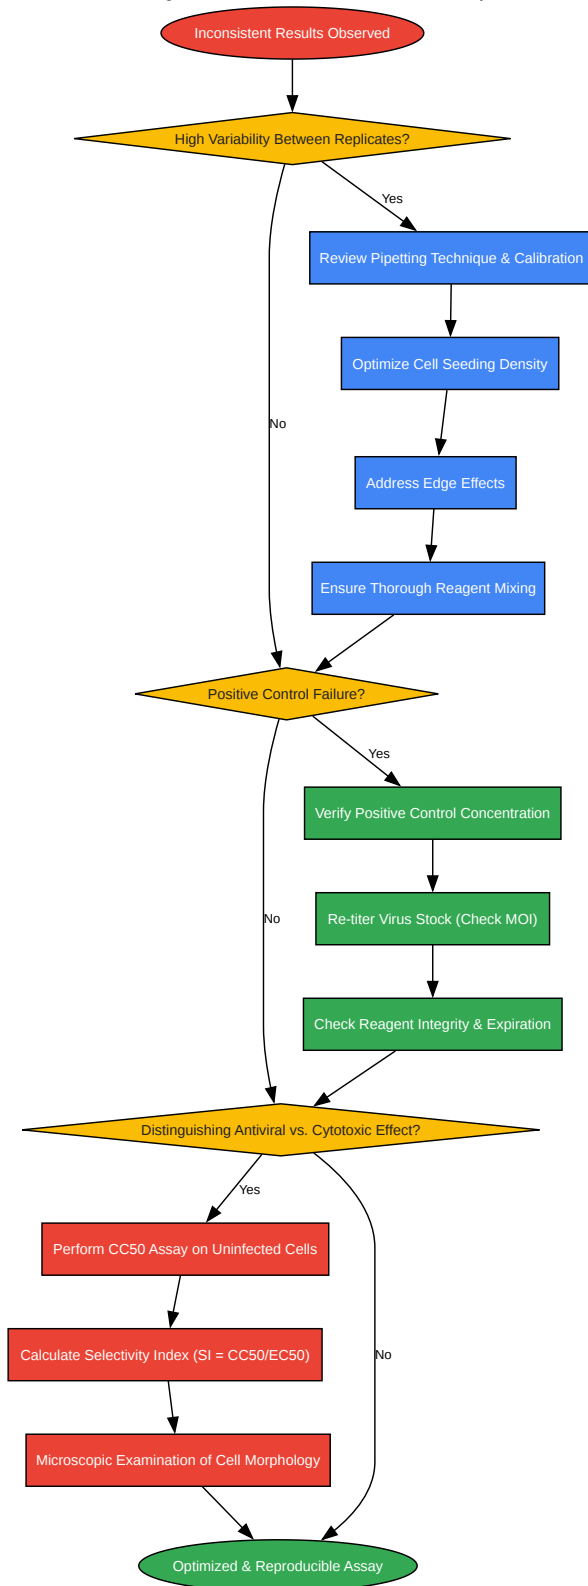 Inconsistent Results Observed
High Variability Between Replicates?
Yes
Review Pipetting Technique & Calibration
Optimize Cell Seeding Density
No
Address Edge Effects
Ensure Thorough Reagent Mixing
Positive Control Failure?
Yes
Verify Positive Control Concentration
No
Re-titer Virus Stock (Check MOI)
Check Reagent Integrity & Expiration
Distinguishing Antiviral vs. Cytotoxic Effect?
Yes
Perform CC50 Assay on Uninfected Cells
Calculate Selectivity Index (SI = CC50/EC50)
No
Microscopic Examination of Cell Morphology
Optimized & Reproducible Assay